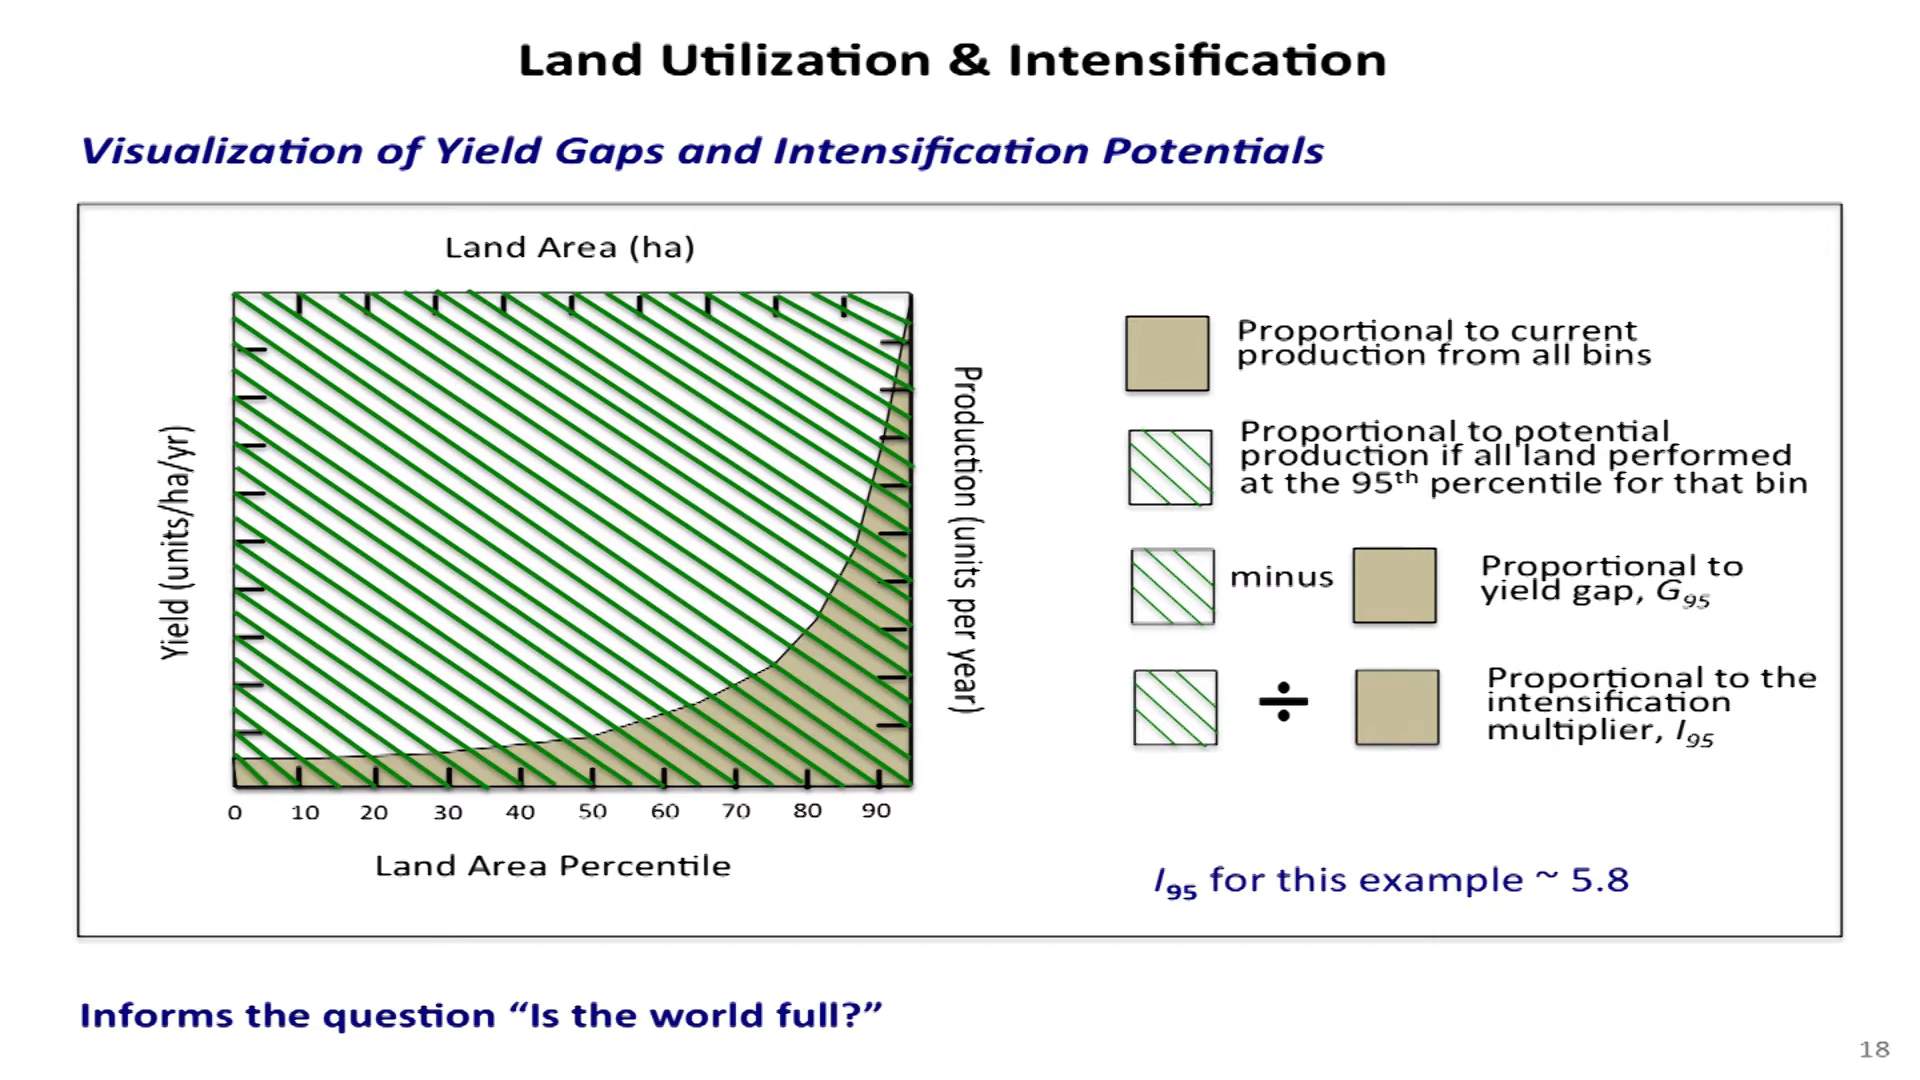 Land Utilization & Intensification
Visualization of Yield Gaps and Intensification Potentials
Land Area (ha)
Yield (units/ha/yr)
Production (units per year)
0 10 20 30 40 50 60 70 80 90
Land Area Percentile
Proportional to current
production from all bins
Proportional to potential
production if all land performed
at the 95th percentile for that bin
minus
Proportional to
yield gap, G95
÷
Proportional to the
intensification
multiplier, I95
I95 for this example ~ 5.8
Informs the question “Is the world full?”
18